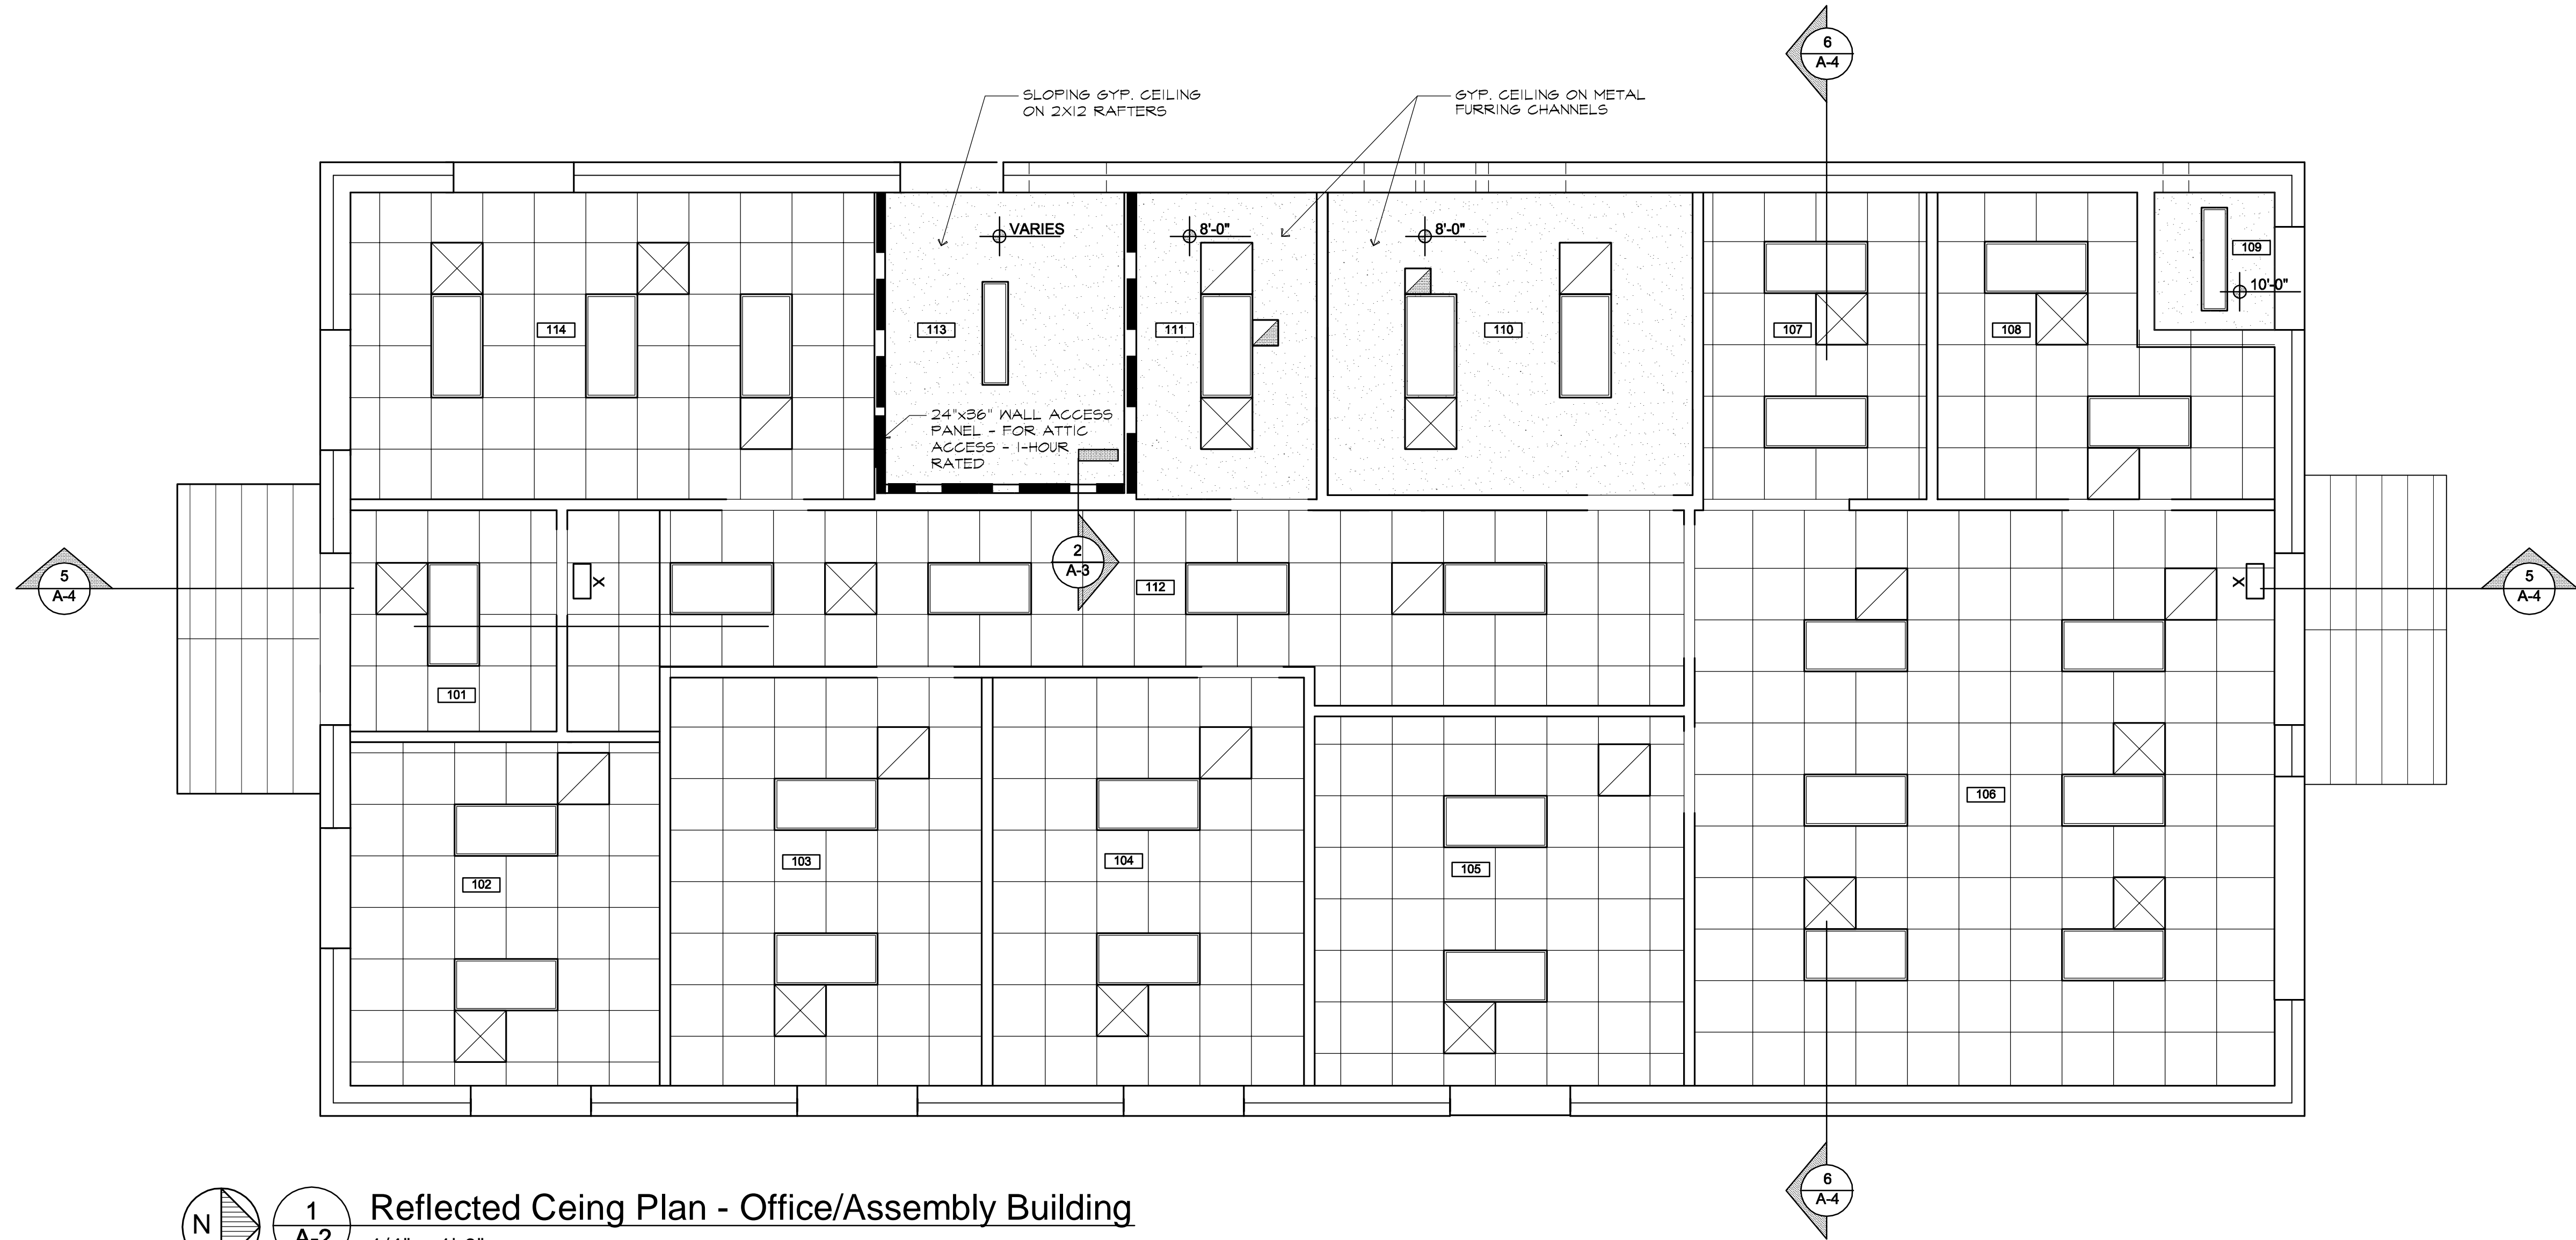 6
A-4
SLOPING GYP. CEILING
ON 2X12 RAFTERS
GYP. CEILING ON METAL
FURRING CHANNELS
VARIES
8'-0"
8'-0"
109
10'-0"
114
113
111
110
107
108
24"x36" WALL ACCESS
PANEL - FOR ATTIC
ACCESS - 1-HOUR
RATED
2
A-3
112
5
A-4
X
X
5
A-4
101
106
103
104
105
102
6
A-4
N
1
A-2
Reflected Ceing Plan - Office/Assembly Building